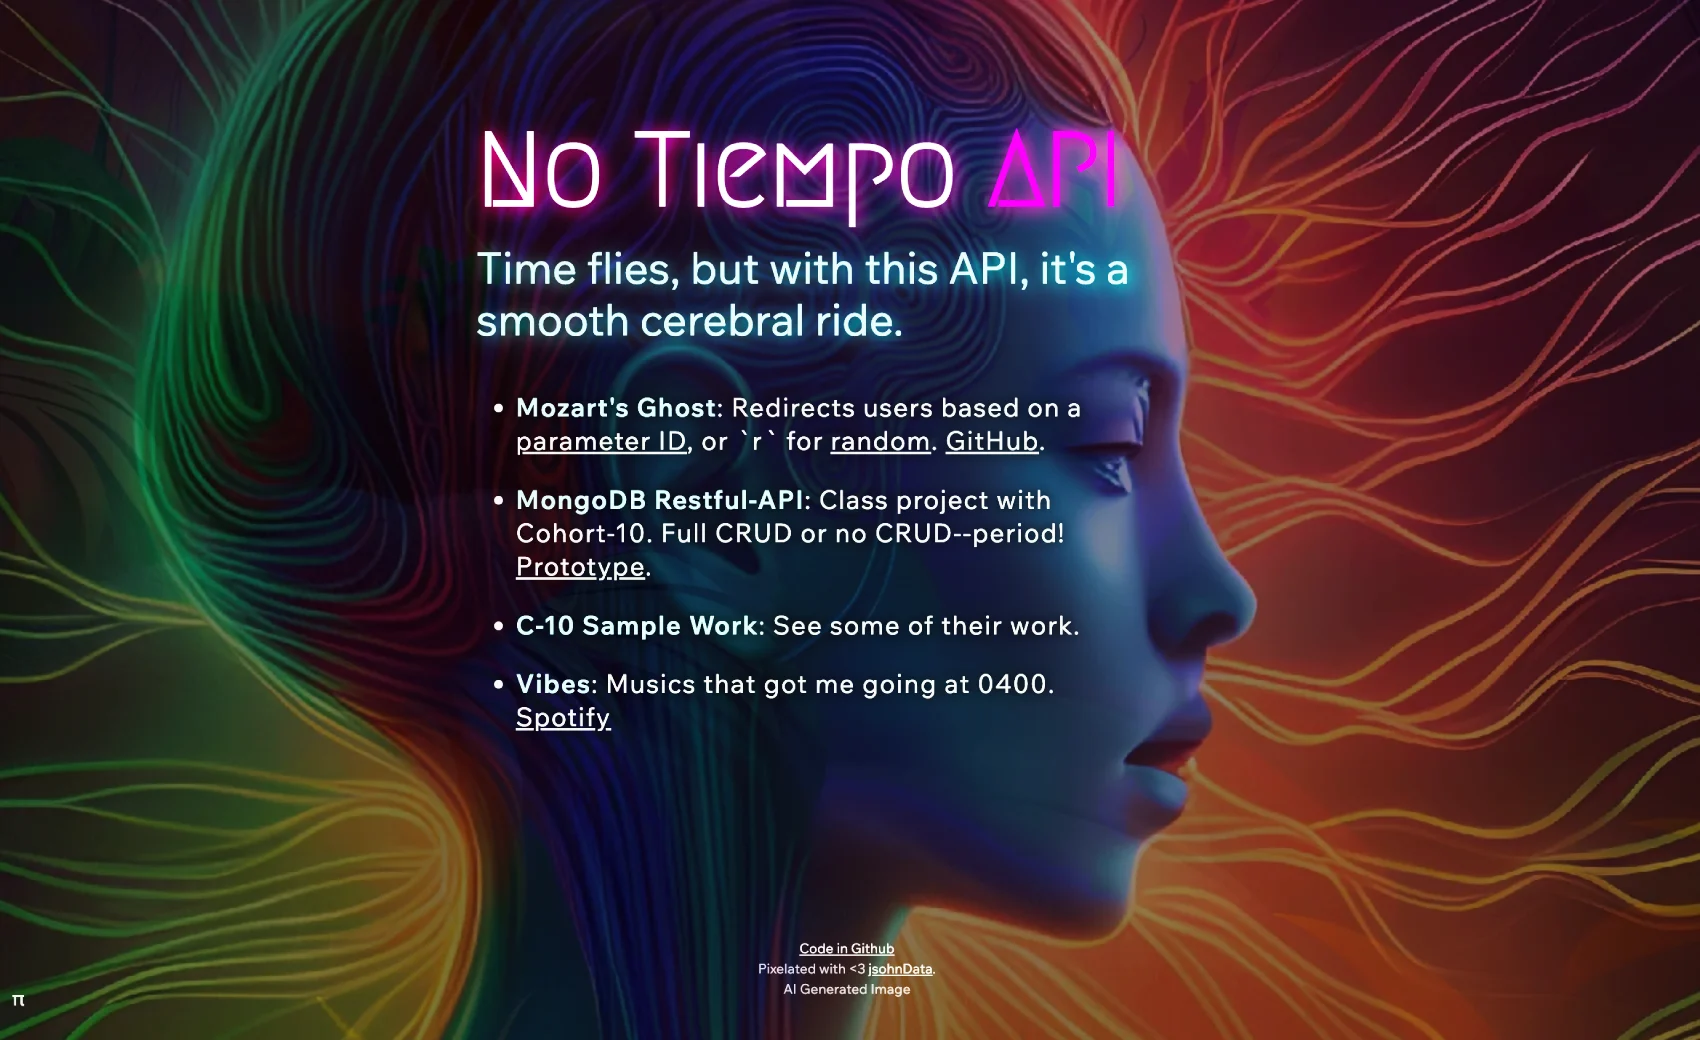 No Tiempo API
Time flies, but with this API, it's a
smooth cerebral ride.
• Mozart's Ghost: Redirects users based on a
parameter ID, or `r` for random. GitHub.
• MongoDB Restful-API: Class project with
Cohort-10. Full CRUD or no CRUD--period!
Prototype.
• C-10 Sample Work: See some of their work.
• Vibes: Musics that got me going at 0400.
Spotify
Code in Github
Pixelated with <3 jsohnData.
AI Generated Image
π